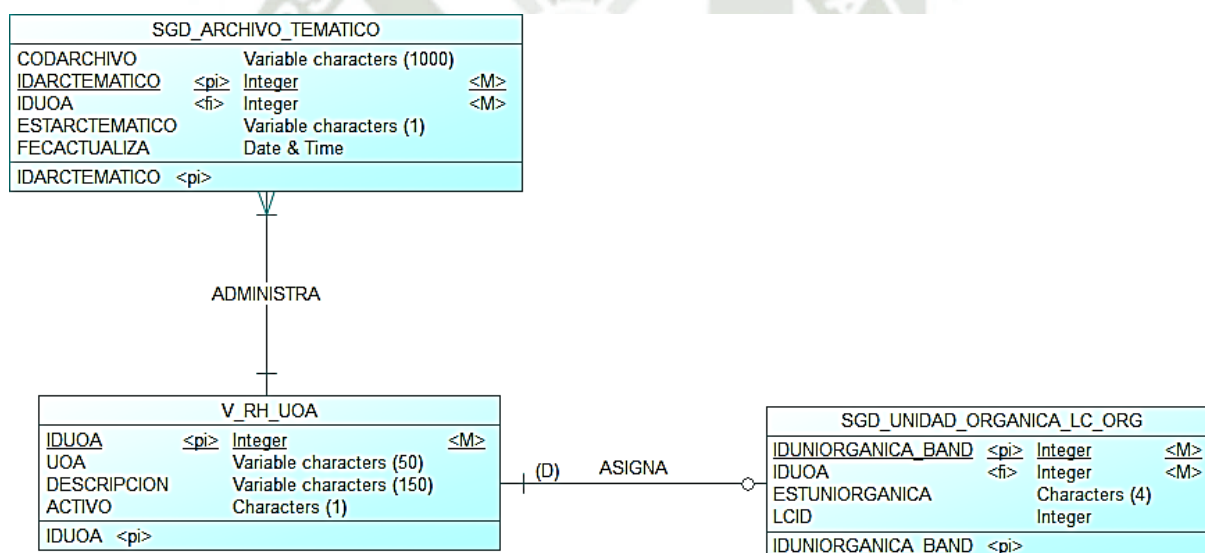 SGD_ARCHIVO_TEMATICO
CODARCHIVO Variable characters (1000)
IDARCTEMATICO <pi> Integer <M>
IDUOA <fi> Integer <M>
ESTARCTEMATICO Variable characters (1)
FECACTUALIZA Date & Time
IDARCTEMATICO <pi>
ADMINISTRA
V_RH_UOA
IDUOA <pi> Integer <M>
UOA Variable characters (50)
DESCRIPCION Variable characters (150)
ACTIVO Characters (1)
IDUOA <pi>
(D) ASIGNA
SGD_UNIDAD_ORGANICA_LC_ORG
IDUNIORGANICA_BAND <pi> Integer <M>
IDUOA <fi> Integer <M>
ESTUNIORGANICA Characters (4)
LCID Integer
IDUNIORGANICA_BAND <pi>